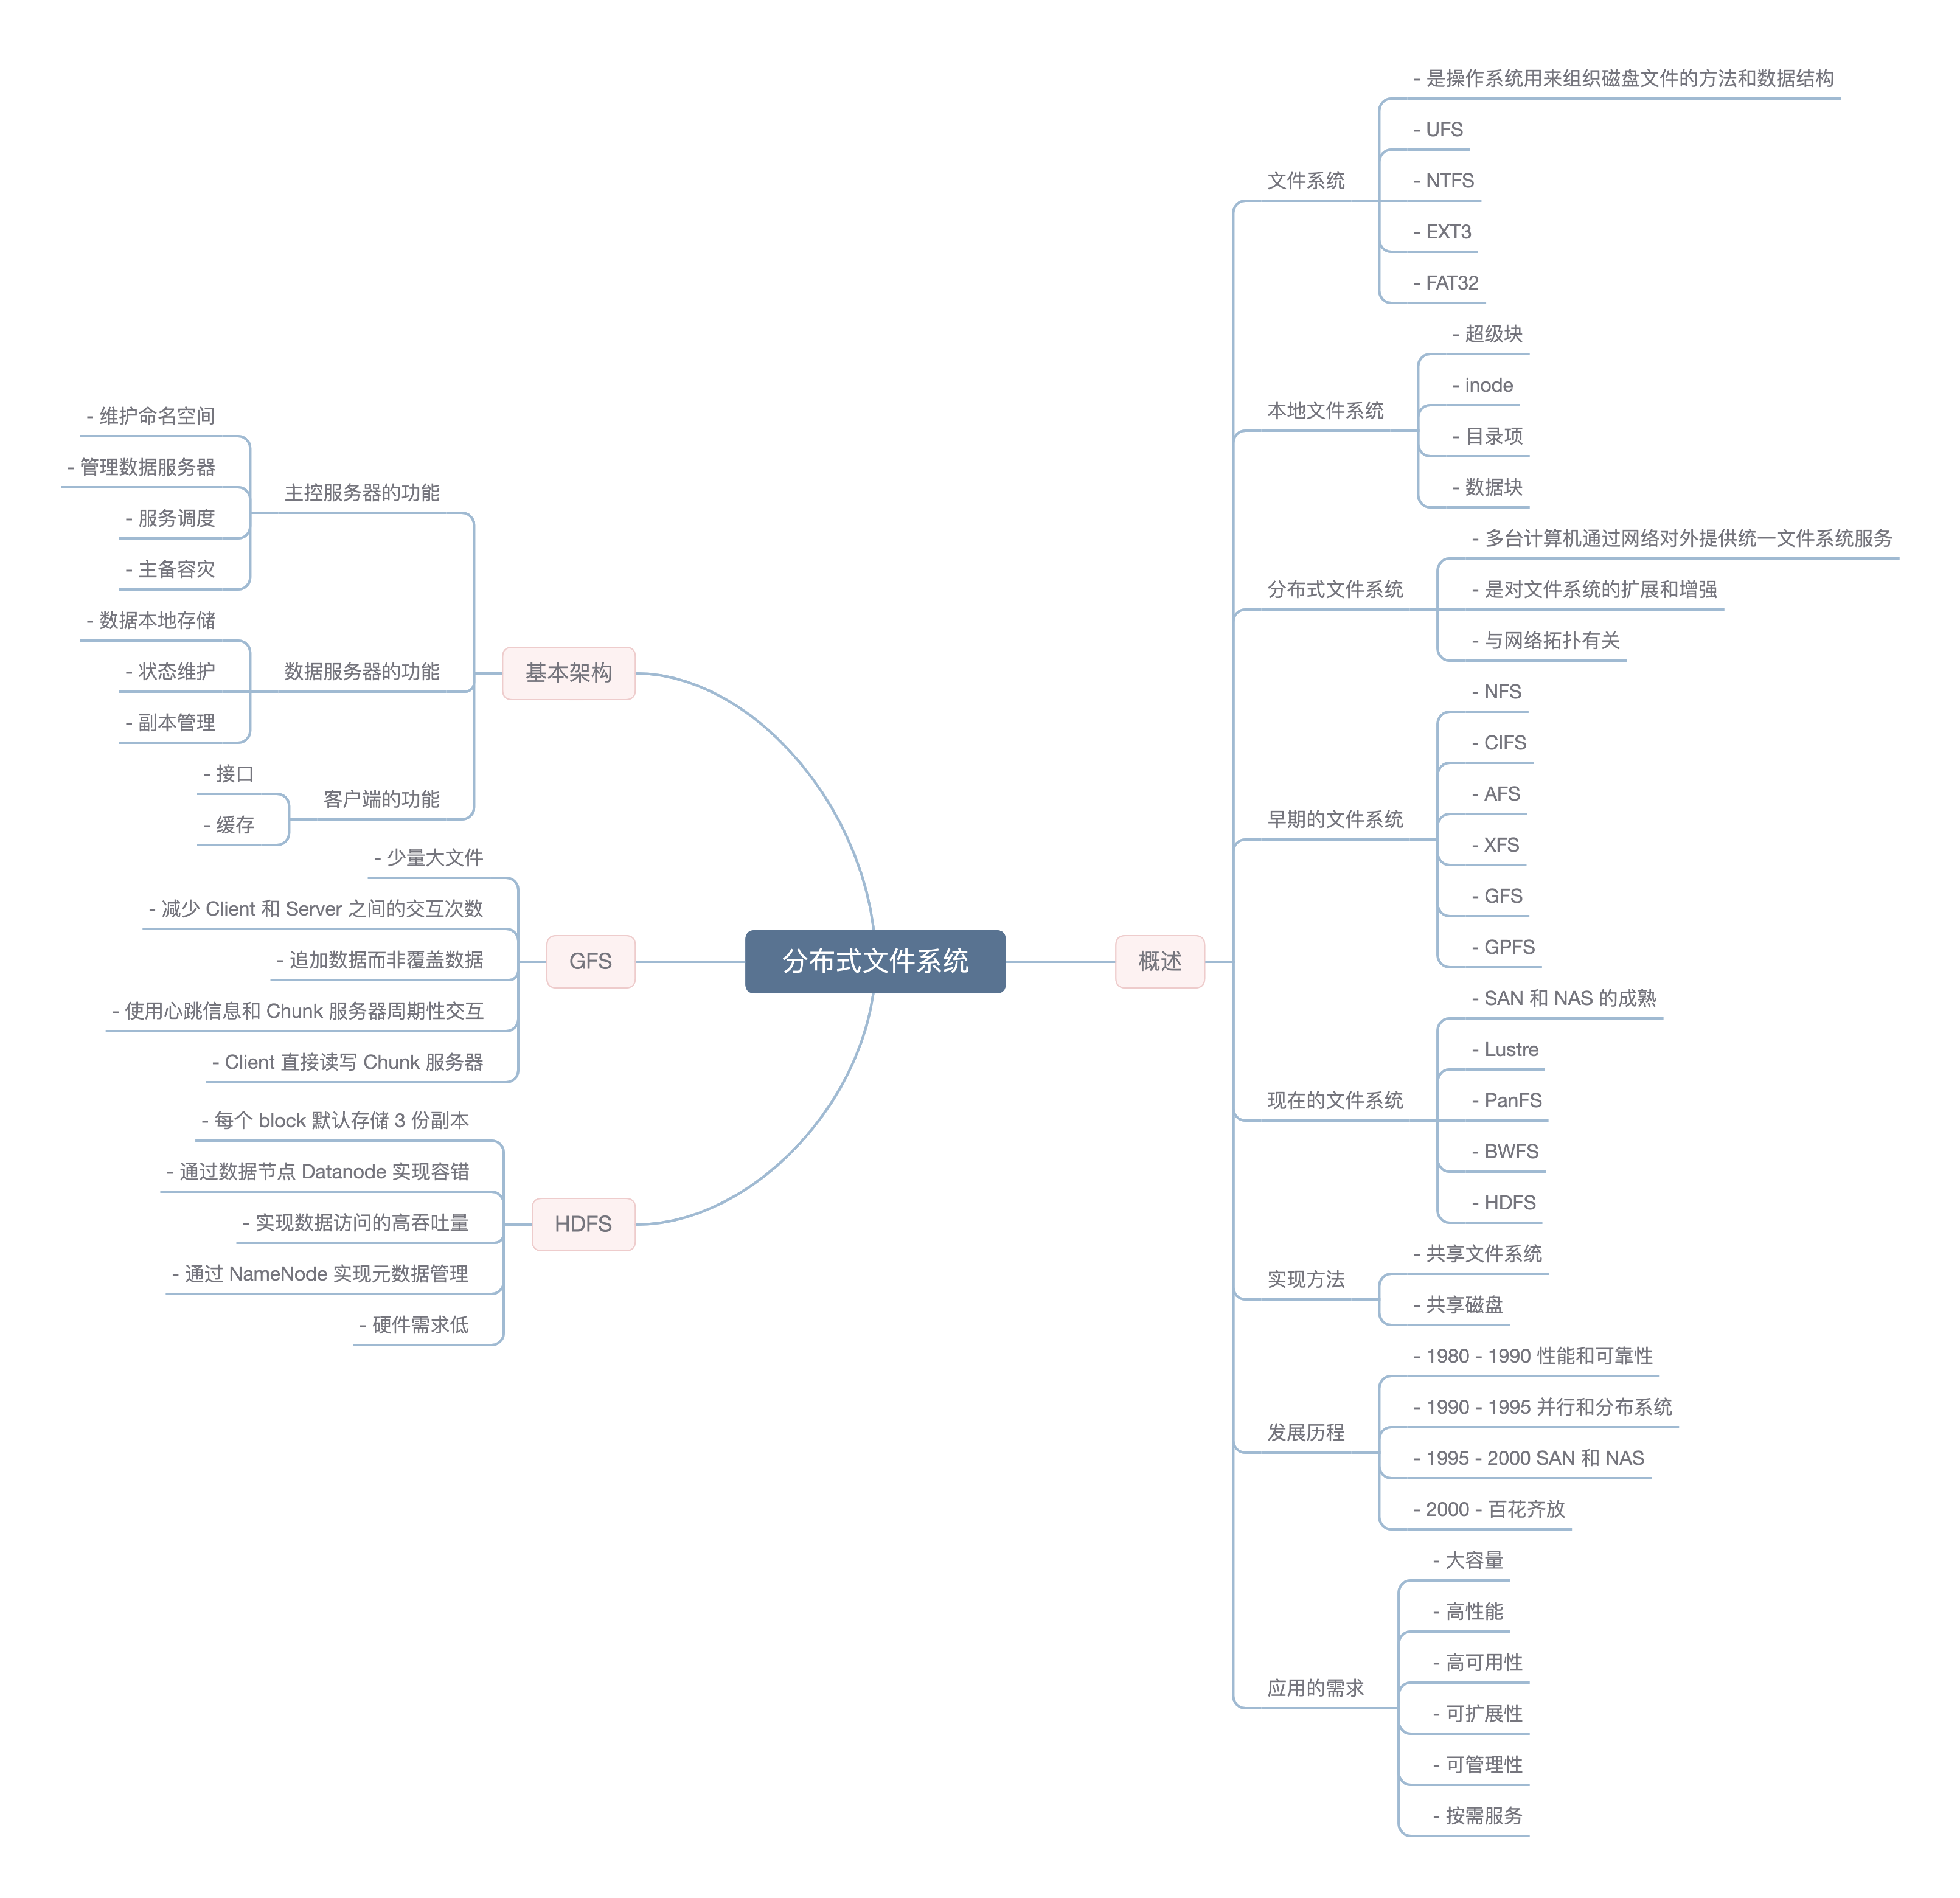 分布式文件系统
概述
文件系统
- 是操作系统用来组织磁盘文件的方法和数据结构
- UFS
- NTFS
- EXT3
- FAT32
本地文件系统
- 超级块
- inode
- 目录项
- 数据块
分布式文件系统
- 多台计算机通过网络对外提供统一文件系统服务
- 是对文件系统的扩展和增强
- 与网络拓扑有关
早期的文件系统
- NFS
- CIFS
- AFS
- XFS
- GFS
- GPFS
现在的文件系统
- SAN 和 NAS 的成熟
- Lustre
- PanFS
- BWFS
- HDFS
实现方法
- 共享文件系统
- 共享磁盘
发展历程
- 1980 - 1990 性能和可靠性
- 1990 - 1995 并行和分布系统
- 1995 - 2000 SAN 和 NAS
- 2000 - 百花齐放
应用的需求
- 大容量
- 高性能
- 高可用性
- 可扩展性
- 可管理性
- 按需服务
基本架构
主控服务器的功能
- 维护命名空间
- 管理数据服务器
- 服务调度
- 主备容灾
数据服务器的功能
- 数据本地存储
- 状态维护
- 副本管理
客户端的功能
- 接口
- 缓存
GFS
- 少量大文件
- 减少 Client 和 Server 之间的交互次数
- 追加数据而非覆盖数据
- 使用心跳信息和 Chunk 服务器周期性交互
- Client 直接读写 Chunk 服务器
HDFS
- 每个 block 默认存储 3 份副本
- 通过数据节点 Datanode 实现容错
- 实现数据访问的高吞吐量
- 通过 NameNode 实现元数据管理
- 硬件需求低